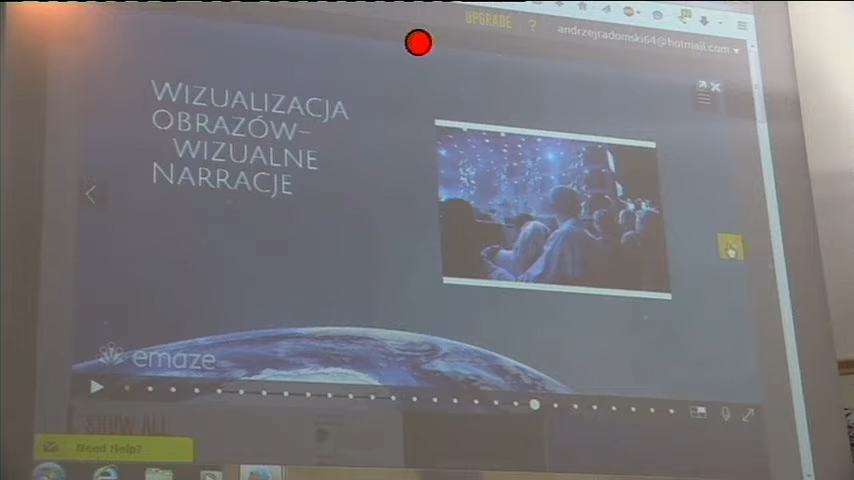 UPGRADE ? andrzejradomski64@hotmail.com
WIZUALIZACJA
OBRAZÓW–
WIZUALNE
NARRACJE
emaze
SHOW ALL
Need Help?